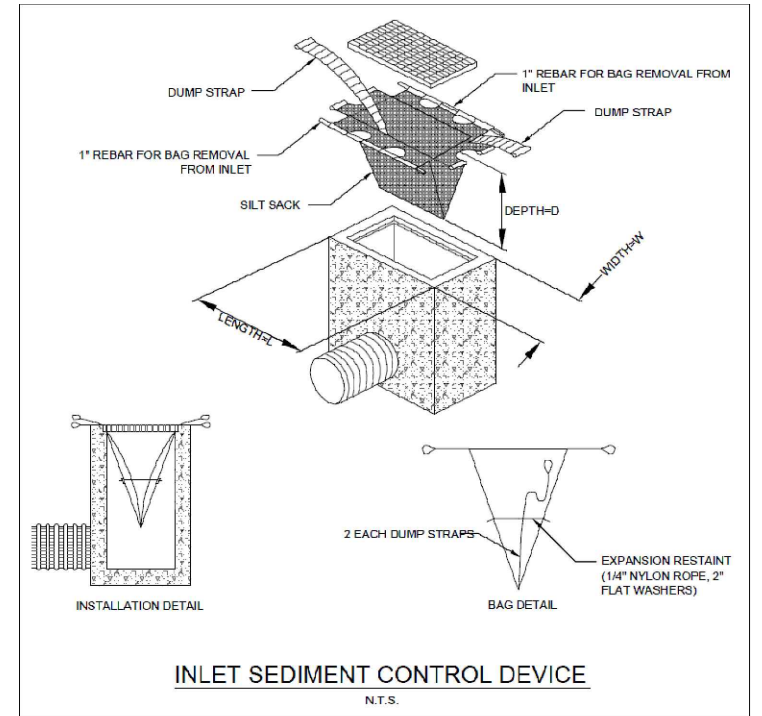 1" REBAR FOR BAG REMOVAL FROM
INLET
DUMP STRAP
DUMP STRAP
1" REBAR FOR BAG REMOVAL
FROM INLET
SILT SACK
DEPTH=D
WIDTH=W
LENGTH=L
2 EACH DUMP STRAPS
EXPANSION RESTAINT
(1/4" NYLON ROPE, 2"
FLAT WASHERS)
INSTALLATION DETAIL
BAG DETAIL
INLET SEDIMENT CONTROL DEVICE
N.T.S.